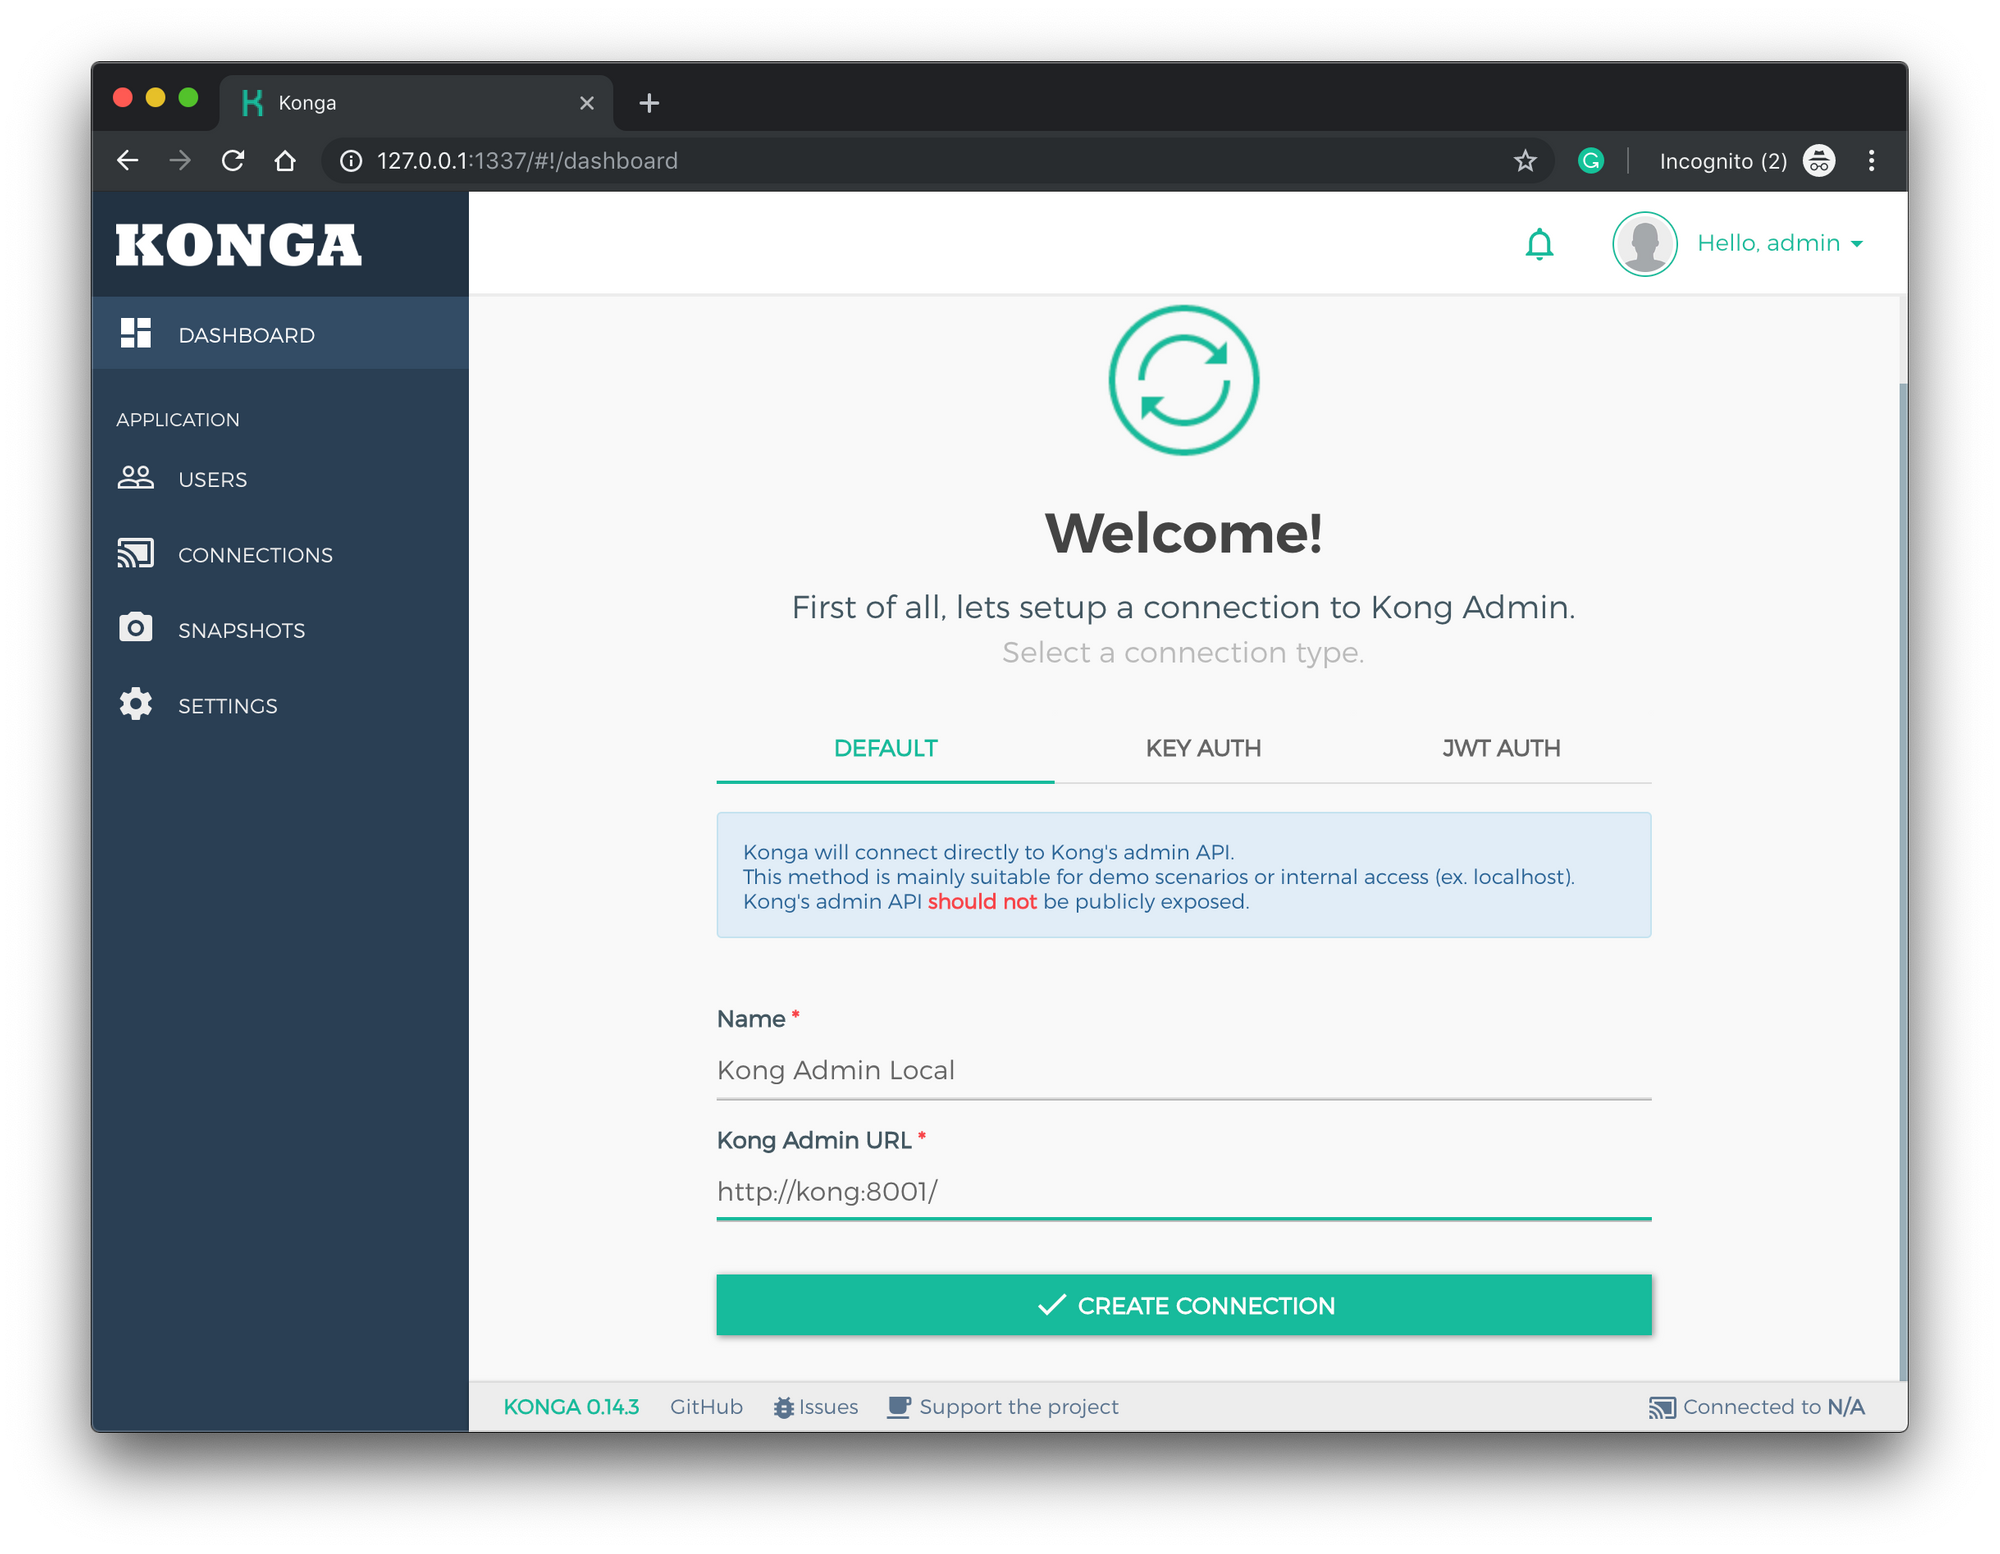 Konga
127.0.0.1:1337/#!/dashboard
Incognito (2)
KONGA
Hello, admin
DASHBOARD
APPLICATION
USERS
CONNECTIONS
SNAPSHOTS
SETTINGS
Welcome!
First of all, lets setup a connection to Kong Admin.
Select a connection type.
DEFAULT KEY AUTH JWT AUTH
Konga will connect directly to Kong's admin API.
This method is mainly suitable for demo scenarios or internal access (ex. localhost).
Kong's admin API should not be publicly exposed.
Name *
Kong Admin Local
Kong Admin URL *
http://kong:8001/
CREATE CONNECTION
KONGA 0.14.3 GitHub Issues Support the project Connected to N/A